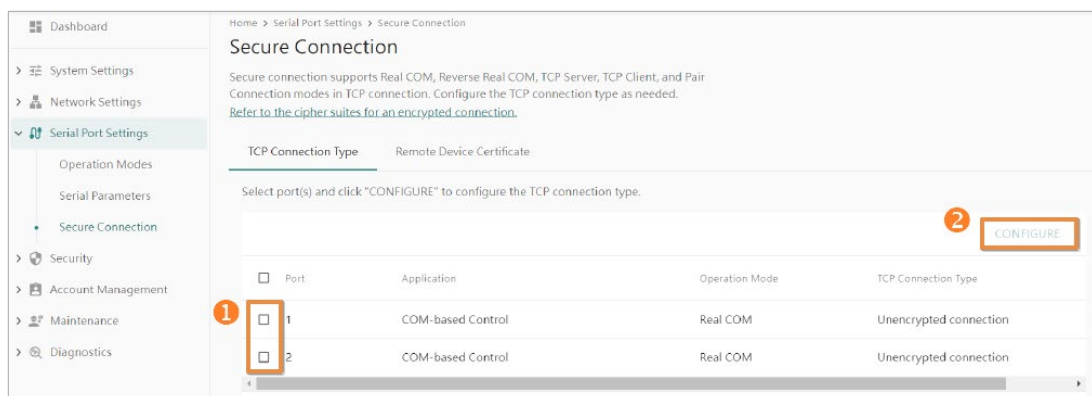 Dashboard
System Settings
Network Settings
Serial Port Settings
Operation Modes
Serial Parameters
Secure Connection
Security
Account Management
Maintenance
Diagnostics
Home > Serial Port Settings > Secure Connection
Secure Connection
Secure connection supports Real COM, Reverse Real COM, TCP Server, TCP Client, and Pair
Connection modes in TCP connection. Configure the TCP connection type as needed.
Refer to the cipher suites for an encrypted connection.
TCP Connection Type Remote Device Certificate
Select port(s) and click "CONFIGURE" to configure the TCP connection type.
2 CONFIGURE
Port Application Operation Mode TCP Connection Type
1 1 COM-based Control Real COM Unencrypted connection
2 COM-based Control Real COM Unencrypted connection